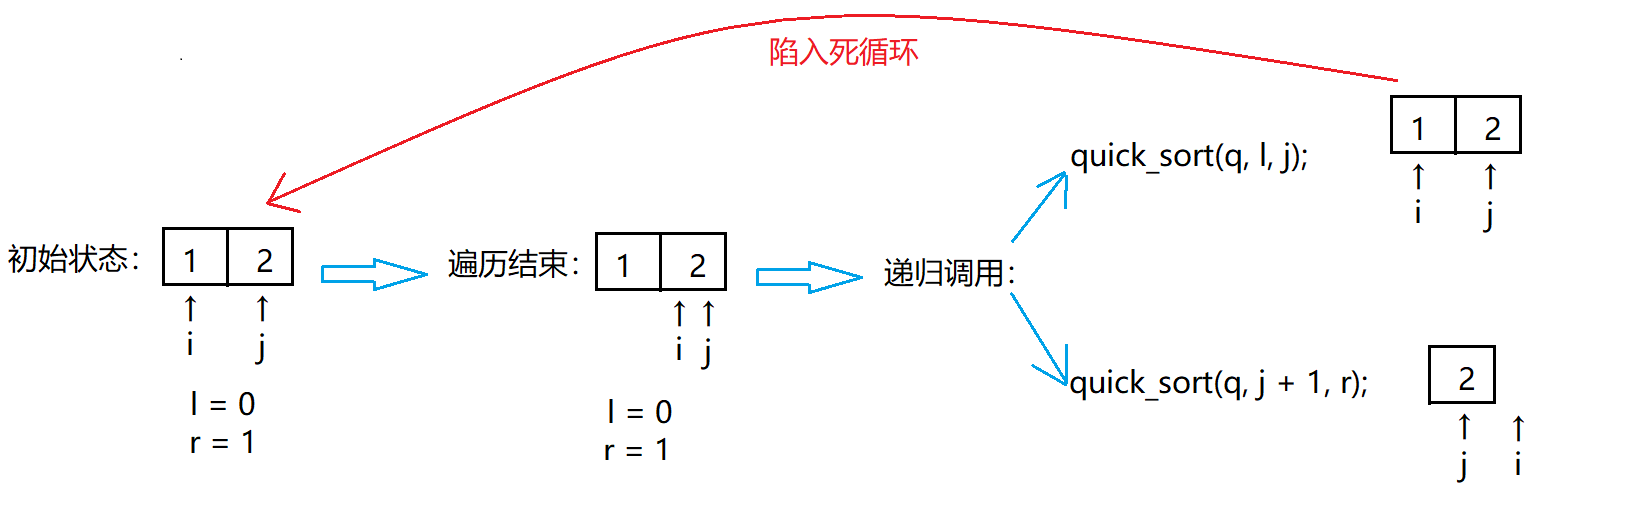 陷入死循环
1 2
quick_sort(q, l, j);
↑ ↑
i j
初始状态： 1 2
遍历结束： 1 2
递归调用：
↑ ↑
i j
↑ ↑
i j
l = 0
r = 1
l = 0
r = 1
quick_sort(q, j + 1, r);
2
↑ ↑
j i